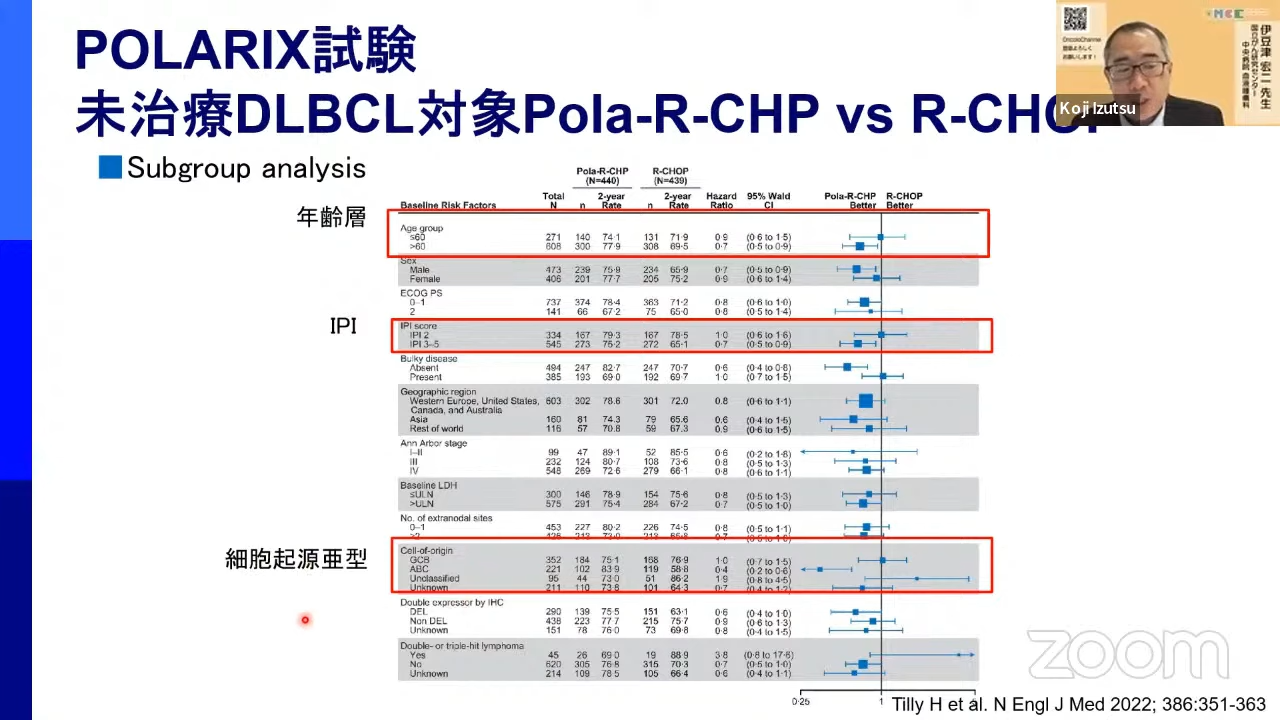 POLARIX試験
未治療DLBCL対象Pola-R-CHP vs R-CHOP
Koji Izutsu
伊豆津 宏二 先生
国立がん研究センター
中央病院 血液腫瘍科
Subgroup analysis
年齢層
IPI
細胞起源亜型
Pola-R-CHP R-CHOP
(N=440) (N=439)
Total 2-year 2-year Hazard 95% Wald Pola-R-CHP R-CHOP
Baseline Risk Factors N n Rate n Rate Ratio CI Better Better
Age group
≤60 271 140 74·1 131 71·9 0·9 (0·6 to 1·5)
>60 608 300 77·9 308 69·5 0·7 (0·5 to 0·9)
Sex
Male 473 239 75·9 234 65·9 0·7 (0·5 to 0·9)
Female 406 201 77·7 205 75·2 0·9 (0·6 to 1·4)
ECOG PS
0–1 737 374 78·4 363 71·2 0·8 (0·6 to 1·0)
2 141 66 67·2 75 65·0 0·8 (0·5 to 1·4)
IPI score
IPI 2 334 167 79·3 167 78·5 1·0 (0·6 to 1·6)
IPI 3–5 545 273 75·2 272 65·1 0·7 (0·5 to 0·9)
Bulky disease
Absent 494 247 82·7 247 70·7 0·6 (0·4 to 0·8)
Present 385 193 69·0 192 69·7 1·0 (0·7 to 1·5)
Geographic region
Western Europe, United States, 603 302 78·6 301 72·0 0·8 (0·6 to 1·1)
Canada, and Australia
Asia 160 81 74·3 79 65·6 0·6 (0·4 to 1·5)
Rest of world 116 57 70·8 59 67·3 0·9 (0·6 to 1·5)
Ann Arbor stage
I–II 99 47 89·1 52 85·5 0·6 (0·2 to 1·8)
III 232 124 80·7 108 73·6 0·8 (0·5 to 1·3)
IV 548 269 72·6 279 66·1 0·8 (0·6 to 1·1)
Baseline LDH
≤ULN 300 146 78·9 154 75·6 0·8 (0·5 to 1·3)
>ULN 575 291 75·4 284 67·2 0·7 (0·5 to 1·0)
No. of extranodal sites
0–1 453 227 80·2 226 74·5 0·8 (0·5 to 1·1)
Cell-of-origin
GCB 352 184 75·1 168 76·9 1·0 (0·7 to 1·5)
ABC 221 102 83·9 119 58·8 0·4 (0·2 to 0·6)
Unclassified 95 44 73·0 51 86·2 1·9 (0·8 to 4·5)
Unknown 211 110 73·8 101 64·3 0·7
Double expressor by IHC
DEL 290 139 75·5 151 63·1 0·6 (0·4 to 1·0)
Non DEL 438 223 77·7 215 75·7 0·9 (0·6 to 1·3)
Unknown 151 78 76·0 73 69·8 0·8 (0·4 to 1·5)
Double- or triple-hit lymphoma
Yes 45 26 69·0 19 88·9 3·8 (0·8 to 17·6)
No 620 305 76·8 315 70·3 0·7 (0·5 to 1·0)
Unknown 214 109 78·5 105 66·4 0·6 (0·4 to 1·1)
0·25 1
zoom
Tilly H et al. N Engl J Med 2022; 386:351-363